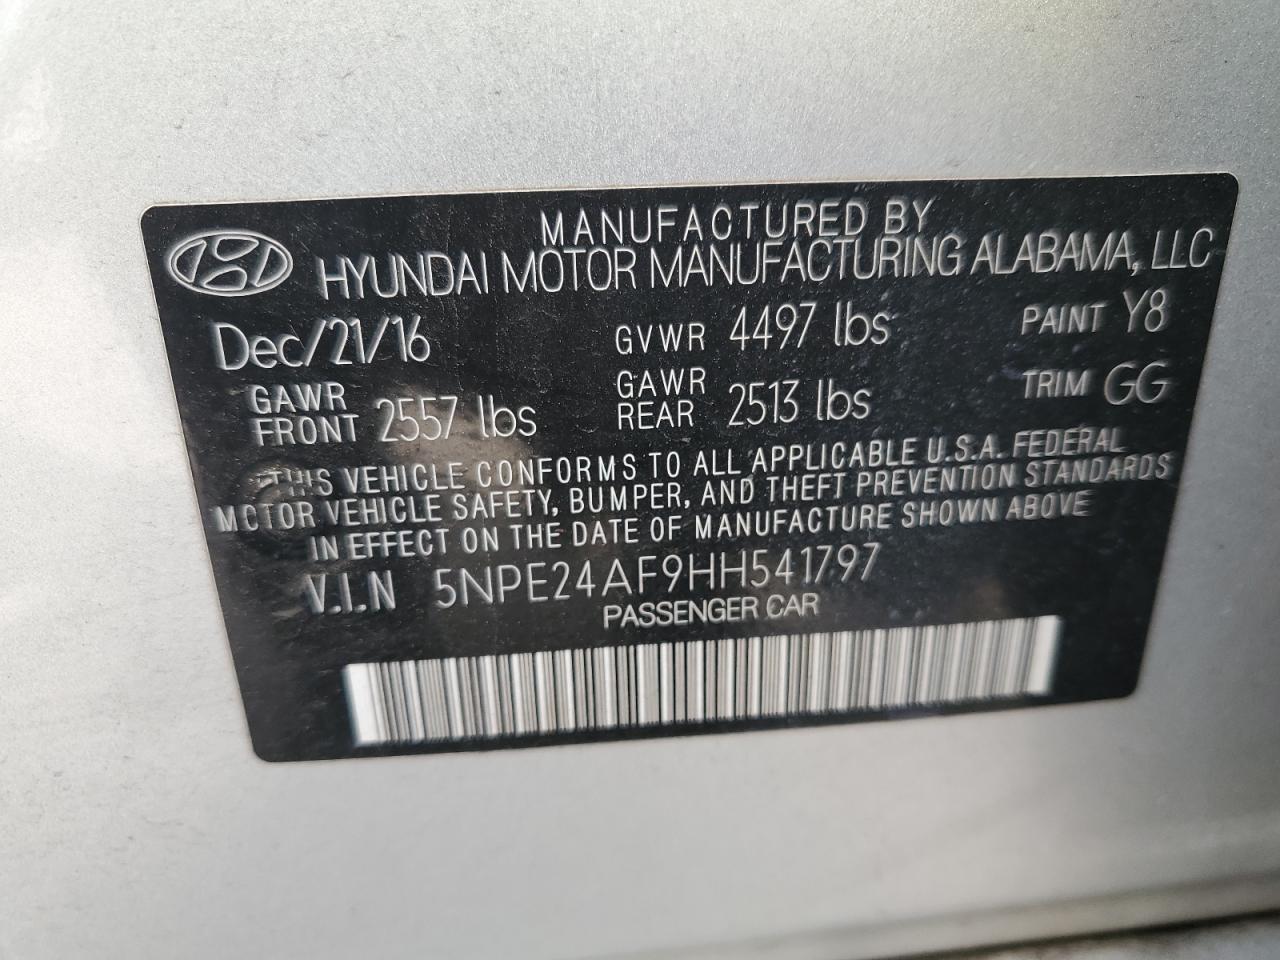 MANUFACTURED BY
HYUNDAI MOTOR MANUFACTURING ALABAMA, LLC
Dec/21/16 GVWR 4497 lbs PAINT Y8
GAWR FRONT 2557 lbs GAWR REAR 2513 lbs TRIM GG
THIS VEHICLE CONFORMS TO ALL APPLICABLE U.S.A. FEDERAL
MOTOR VEHICLE SAFETY, BUMPER, AND THEFT PREVENTION STANDARDS
IN EFFECT ON THE DATE OF MANUFACTURE SHOWN ABOVE
V.I.N 5NPE24AF9HH541797
PASSENGER CAR